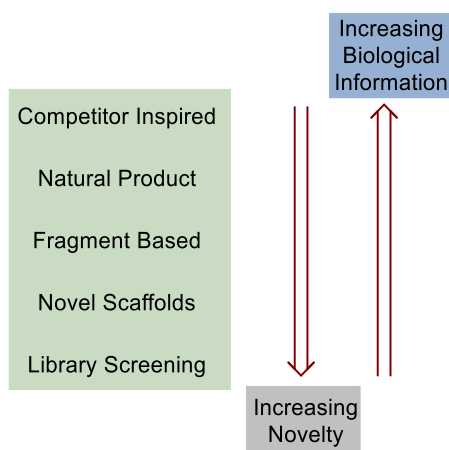 Increasing
Biological
Information
Competitor Inspired
Natural Product
Fragment Based
Novel Scaffolds
Library Screening
Increasing
Novelty